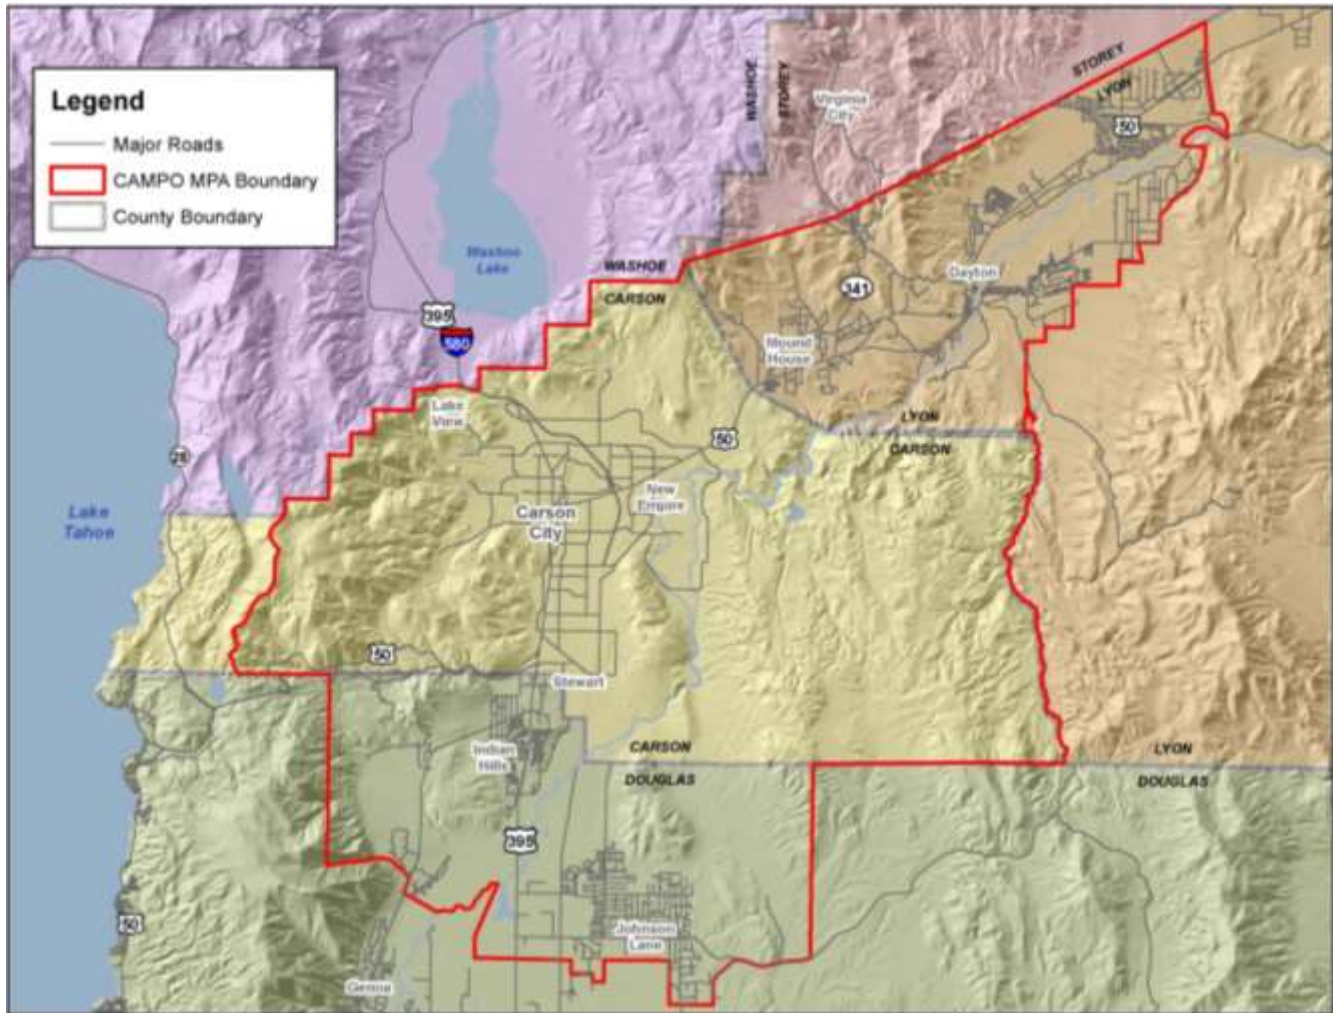 Legend
Major Roads
CAMPO MPA Boundary
County Boundary
WASHOE
STOREY
STOREY
LYON
Virginia
City
50
Washoe
Lake
WASHOE
CARSON
Dayton
341
395
580
Mound
House
Lake
View
LYON
CARSON
50
28
New
Empire
Carson
City
Lake
Tahoe
50
Stewart
Indian
Hills
CARSON
DOUGLAS
LYON
DOUGLAS
395
50
Johnson
Lane
Genoa